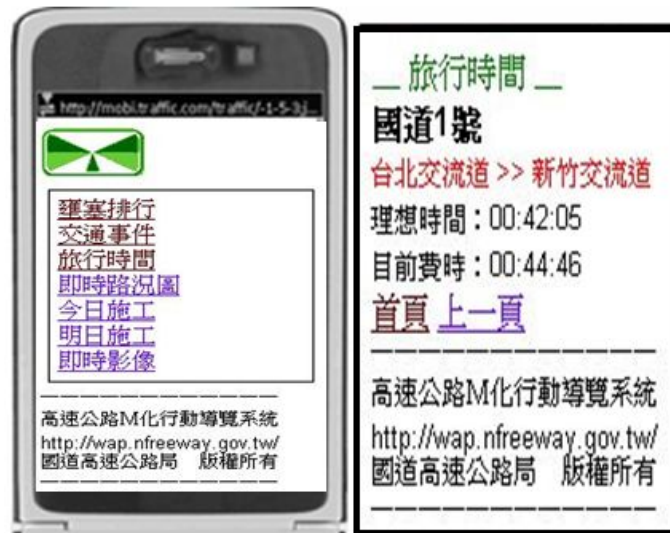 http://mobi.traffic.com/traffic/-1-5-3.j...
壅塞排行
交通事件
旅行時間
即時路況圖
今日施工
明日施工
即時影像
————————————
高速公路M化行動導覽系統
http://wap.nfreeway.gov.tw/
國道高速公路局 版權所有
————————————
__ 旅行時間 __
國道1號
台北交流道 >> 新竹交流道
理想時間：00:42:05
目前費時：00:44:46
首頁 上一頁
————————————
高速公路M化行動導覽系統
http://wap.nfreeway.gov.tw/
國道高速公路局 版權所有
————————————